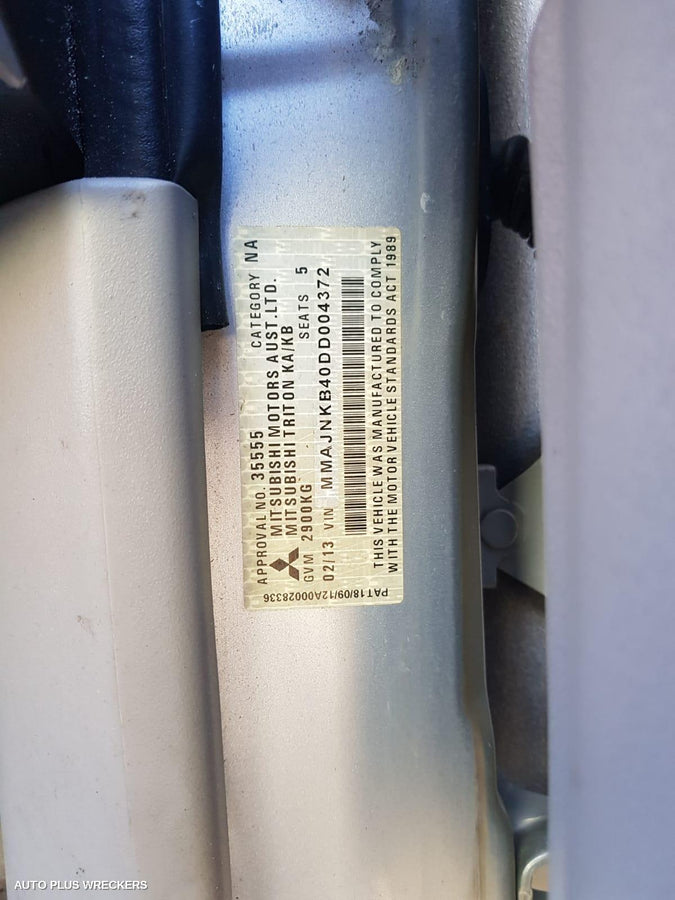 APPROVAL NO. 35555 CATEGORY NA
MITSUBISHI MOTORS AUST.LTD.
MITSUBISHI TRITON KA/KB
GVM 2900KG SEATS 5
02/13 VIN MMAJNKB40DD004372
THIS VEHICLE WAS MANUFACTURED TO COMPLY
WITH THE MOTOR VEHICLE STANDARDS ACT 1989
PAT18/09/12A00028336
AUTO PLUS WRECKERS